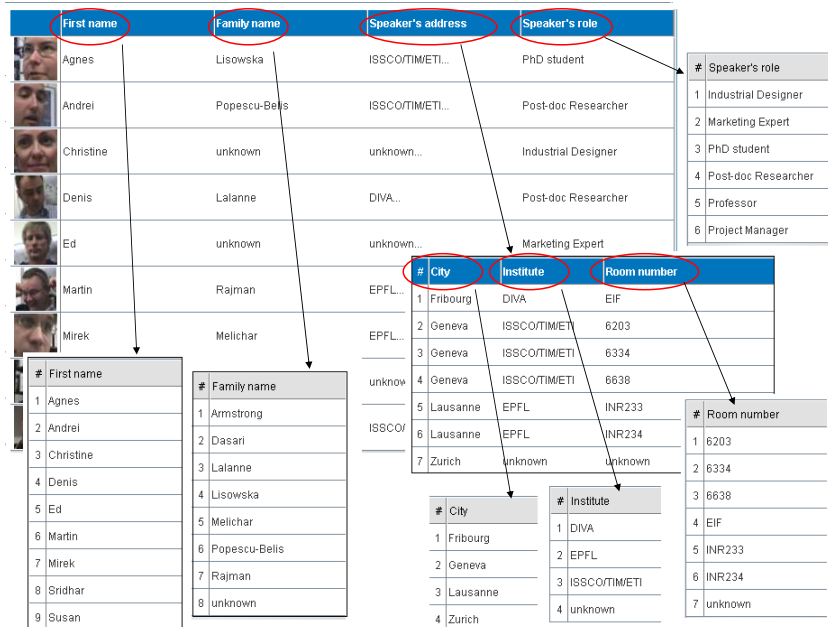 First name Family name Speaker's address Speaker's role
Agnes Lisowska ISSCO/TIM/ETI... PhD student
Andrei Popescu-Belis ISSCO/TIM/ETI... Post-doc Researcher
Christine unknown unknown... Industrial Designer
Denis Lalanne DIVA... Post-doc Researcher
Ed unknown unknown... Marketing Expert
Martin Rajman EPFL...
Mirek Melichar EPFL...
unknow
ISSCO/
# Speaker's role
1 Industrial Designer
2 Marketing Expert
3 PhD student
4 Post-doc Researcher
5 Professor
6 Project Manager
# City Institute Room number
1 Fribourg DIVA EIF
2 Geneva ISSCO/TIM/ETI 6203
3 Geneva ISSCO/TIM/ETI 6334
4 Geneva ISSCO/TIM/ETI 6638
5 Lausanne EPFL INR233
6 Lausanne EPFL INR234
7 Zurich unknown unknown
# First name
1 Agnes
2 Andrei
3 Christine
4 Denis
5 Ed
6 Martin
7 Mirek
8 Sridhar
9 Susan
# Family name
1 Armstrong
2 Dasari
3 Lalanne
4 Lisowska
5 Melichar
6 Popescu-Belis
7 Rajman
8 unknown
# City
1 Fribourg
2 Geneva
3 Lausanne
4 Zurich
# Institute
1 DIVA
2 EPFL
3 ISSCO/TIM/ETI
4 unknown
# Room number
1 6203
2 6334
3 6638
4 EIF
5 INR233
6 INR234
7 unknown